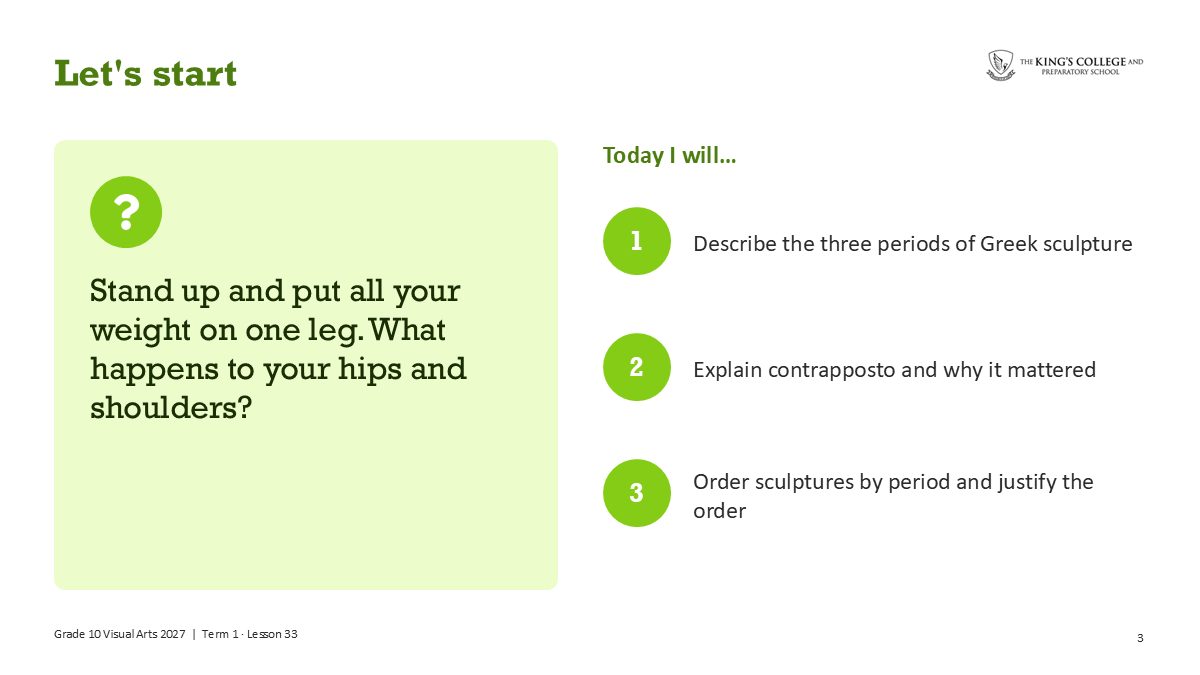 Let's start
THE KING'S COLLEGE AND
PREPARATORY SCHOOL
?
Stand up and put all your
weight on one leg. What
happens to your hips and
shoulders?
Today I will...
1
Describe the three periods of Greek sculpture
2
Explain contrapposto and why it mattered
3
Order sculptures by period and justify the
order
Grade 10 Visual Arts 2027 | Term 1 · Lesson 33
3